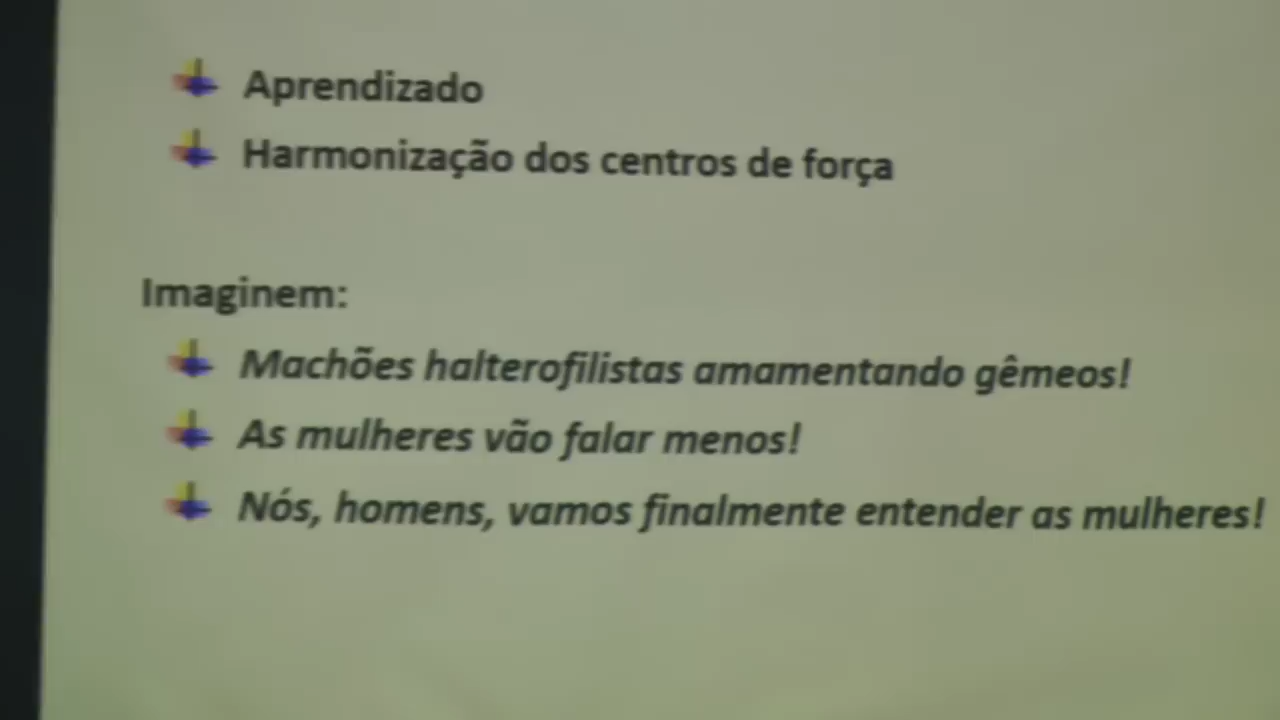 Aprendizado
Harmonização dos centros de força
Imaginem:
Machões halterofilistas amamentando gêmeos!
As mulheres vão falar menos!
Nós, homens, vamos finalmente entender as mulheres!